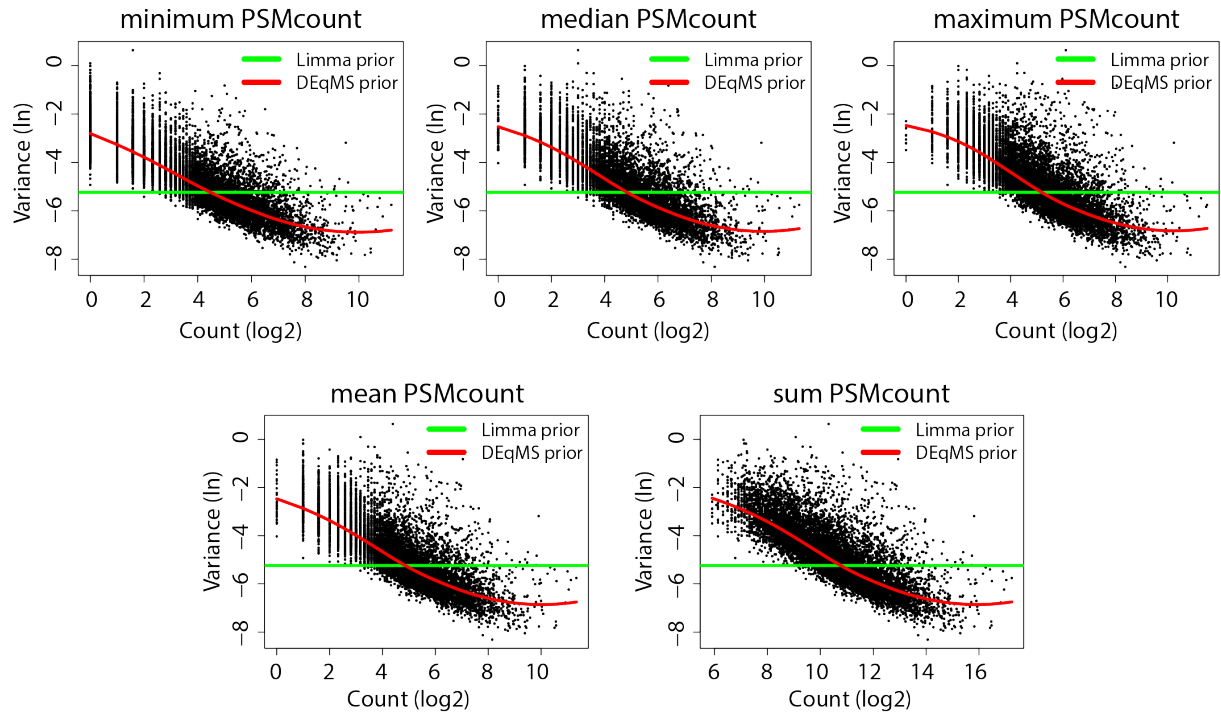 minimum PSMcount
Limma prior
DEqMS prior
Variance (ln)
0
−2
−4
−6
−8
0 2 4 6 8 10
Count (log2)
median PSMcount
Limma prior
DEqMS prior
Variance (ln)
0
−2
−4
−6
−8
0 2 4 6 8 10
Count (log2)
maximum PSMcount
Limma prior
DEqMS prior
Variance (ln)
0
−2
−4
−6
−8
0 2 4 6 8 10
Count (log2)
mean PSMcount
Limma prior
DEqMS prior
Variance (ln)
0
−2
−4
−6
−8
0 2 4 6 8 10
Count (log2)
sum PSMcount
Limma prior
DEqMS prior
Variance (ln)
0
−2
−4
−6
−8
6 8 10 12 14 16
Count (log2)